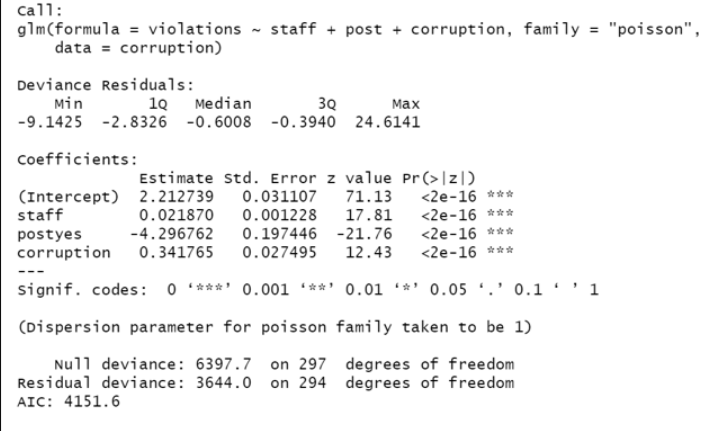 Call:
glm(formula = violations ~ staff + post + corruption, family = "poisson",
    data = corruption)
Deviance Residuals:
    Min       1Q   Median       3Q      Max
-9.1425  -2.8326  -0.6008  -0.3940  24.6141
Coefficients:
             Estimate Std. Error z value Pr(>|z|)
(Intercept)  2.212739   0.031107   71.13   <2e-16 ***
staff        0.021870   0.001228   17.81   <2e-16 ***
postyes     -4.296762   0.197446  -21.76   <2e-16 ***
corruption   0.341765   0.027495   12.43   <2e-16 ***
---
Signif. codes:  0 ‘***’ 0.001 ‘**’ 0.01 ‘*’ 0.05 ‘.’ 0.1 ‘ ’ 1
(Dispersion parameter for poisson family taken to be 1)
    Null deviance: 6397.7  on 297  degrees of freedom
Residual deviance: 3644.0  on 294  degrees of freedom
AIC: 4151.6